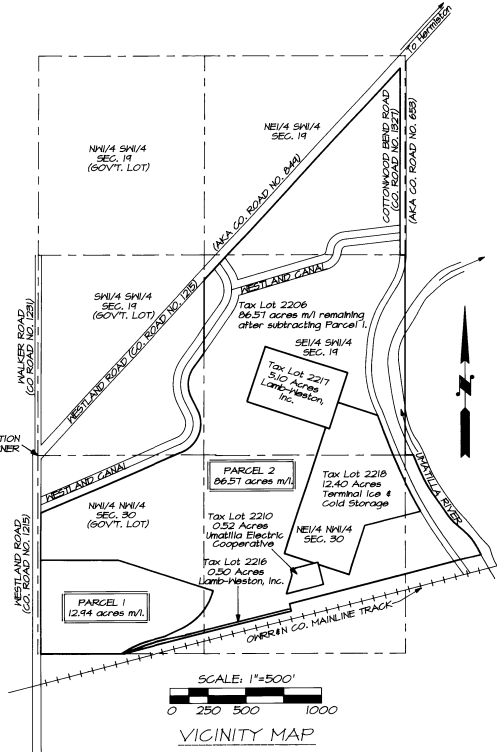 To Hermiston
NE1/4 SW1/4
SEC. 19
NW1/4 SW1/4
SEC. 19
(GOV'T. LOT)
(AKA CO. ROAD NO. 844)
COTTONWOOD BEND ROAD
(CO. ROAD NO. 1327)
(AKA CO. ROAD NO. 653)
WESTLAND CANAL
Tax Lot 2206
86.57 acres m/l remaining
after subtracting Parcel 1.
SW1/4 SW1/4
SEC. 19
(GOV'T. LOT)
WALKER ROAD
(CO ROAD NO. 1231)
WESTLAND ROAD (CO. ROAD NO. 1215)
SE1/4 SW1/4
SEC. 19
Tax Lot 2217
5.10 Acres
Lamb-Weston,
Inc.
TION
NER
WESTLAND CANAL
PARCEL 2
86.57 acres m/l.
Tax Lot 2218
12.40 Acres
Terminal Ice &
Cold Storage
UMATILLA RIVER
NW1/4 NW1/4
SEC. 30
(GOV'T. LOT)
Tax Lot 2210
0.52 Acres
Umatilla Electric
Cooperative
NE1/4 NW1/4
SEC. 30
WESTLAND ROAD
(CO. ROAD NO. 1215)
Tax Lot 2216
0.50 Acres
Lamb-Weston, Inc.
PARCEL 1
12.94 acres m/l.
OWRR&N CO. MAINLINE TRACK
N
SCALE: 1"=500'
0 250 500 1000
VICINITY MAP